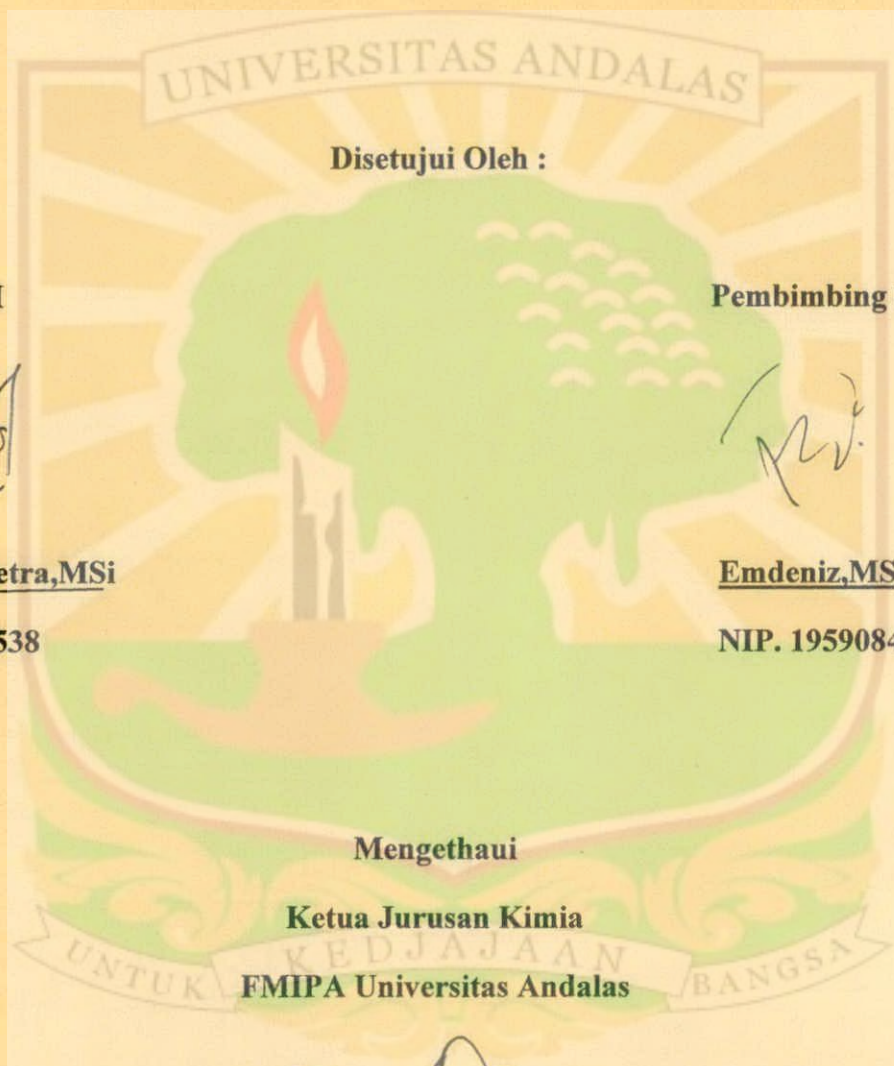 UNIVERSITAS ANDALAS
Disetujui Oleh :
I
Pembimbing
etra,MSi
Emdeniz,MS
538
NIP. 1959084
Mengethaui
Ketua Jurusan Kimia
UNTUK KEDJAJAAN BANGSA
FMIPA Universitas Andalas